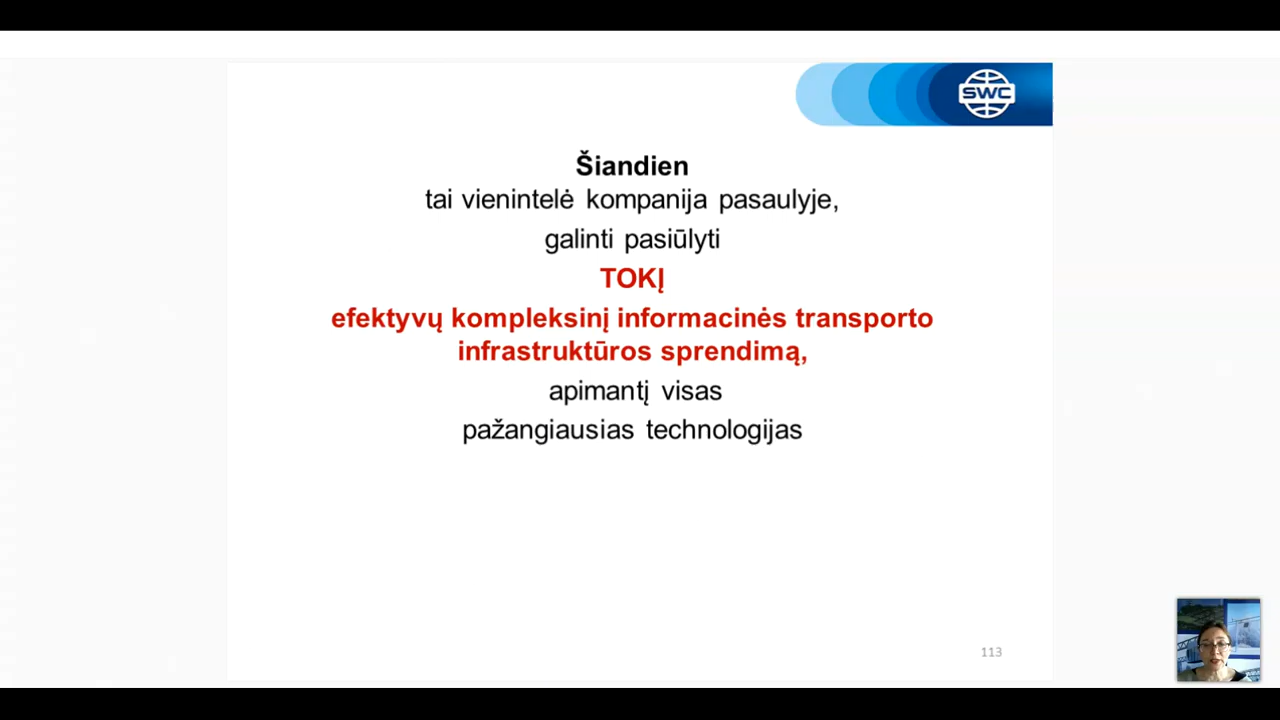 SWC
Šiandien
tai vienintelė kompanija pasaulyje,
galinti pasiūlyti
TOKĮ
efektyvų kompleksinį informacinės transporto
infrastruktūros sprendimą,
apimantį visas
pažangiausias technologijas
113